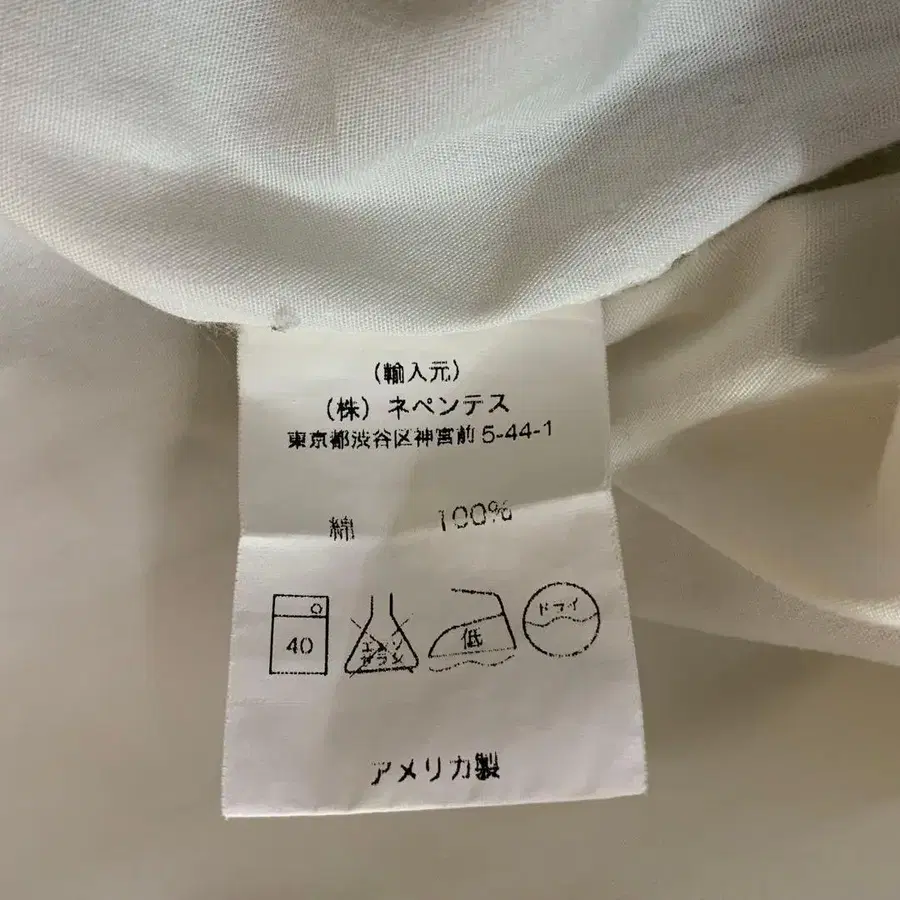 (輸入元)
(株) ネペンテス
東京都渋谷区神宮前 5-44-1
綿 100%
40 エンソ サラシ 低 ドライ
アメリカ製